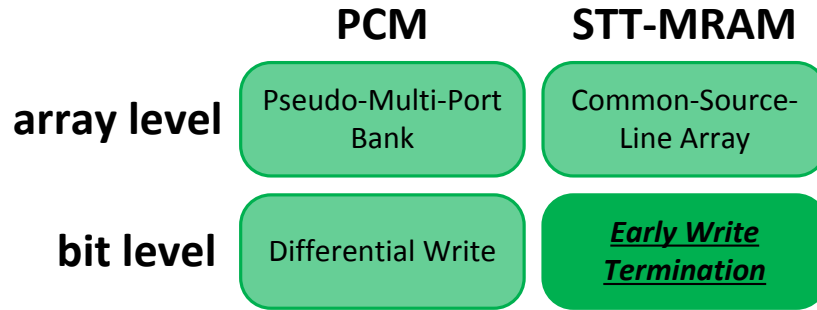 PCM STT-MRAM
array level
Pseudo-Multi-Port
Bank
Common-Source-
Line Array
bit level
Differential Write
Early Write
Termination